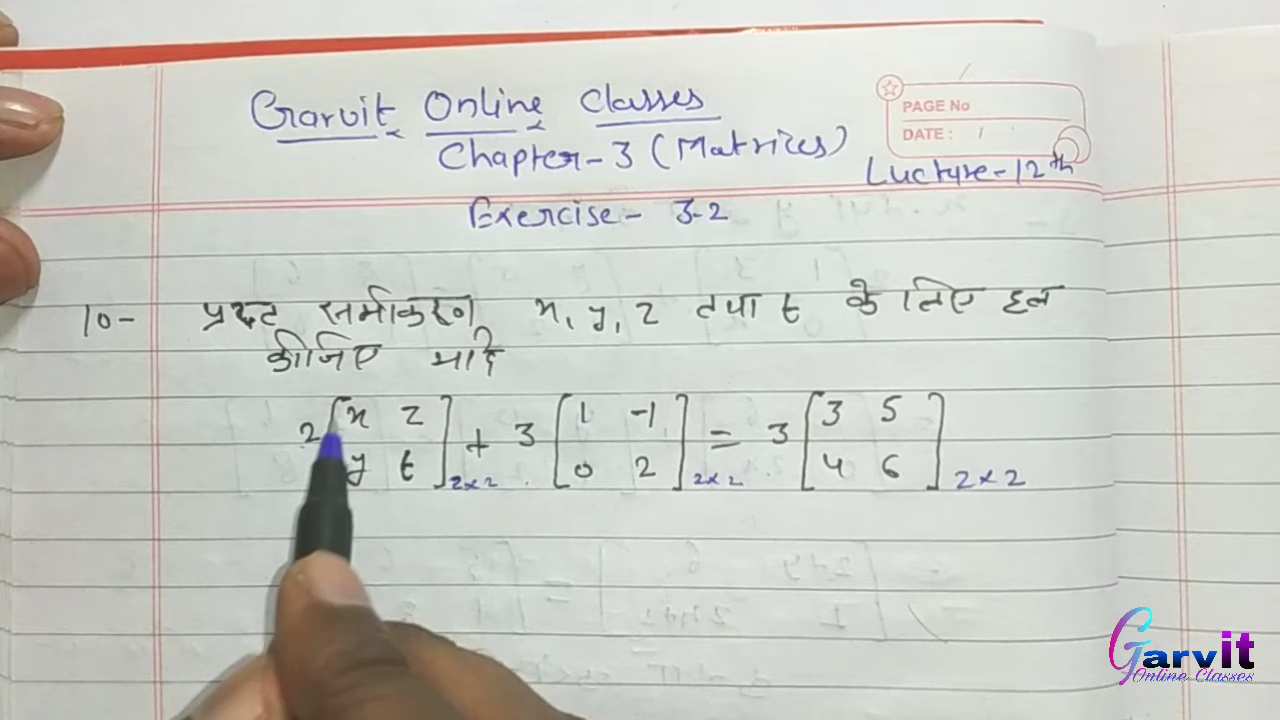 Garvit Online Classes
Chapter-3 (Matrices)
PAGE No
DATE :
Lucture-12th
Exercise- 3.2
10- प्रदत्त समीकरण x, y, z तथा t के लिए हल
कीजिए यदि
2 [x z] + 3 [1 -1] = 3 [3 5]
[y t]2×2 [0 2]2×2 [4 6]2×2
Garvit
Online Classes